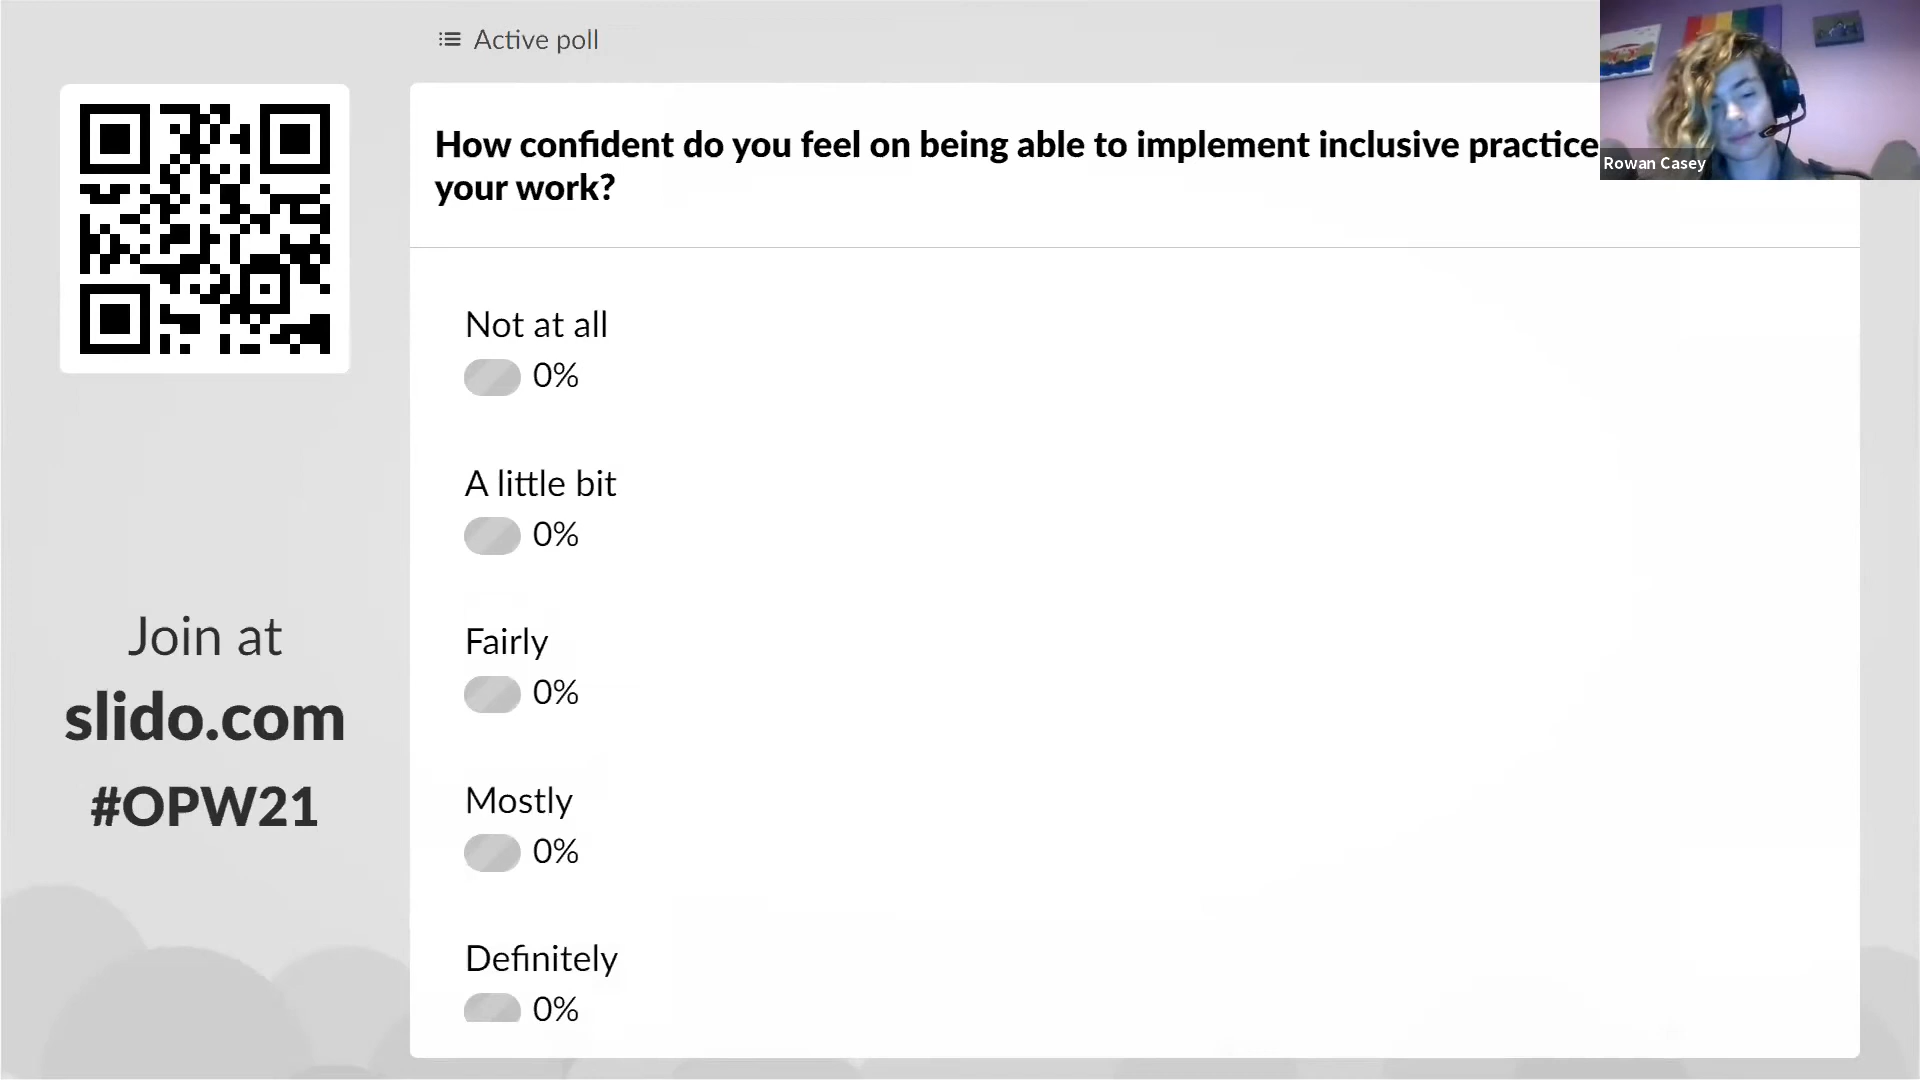 Active poll
How confident do you feel on being able to implement inclusive practice
your work?
Rowan Casey
Not at all
0%
A little bit
0%
Fairly
0%
Mostly
0%
Definitely
0%
Join at
slido.com
#OPW21